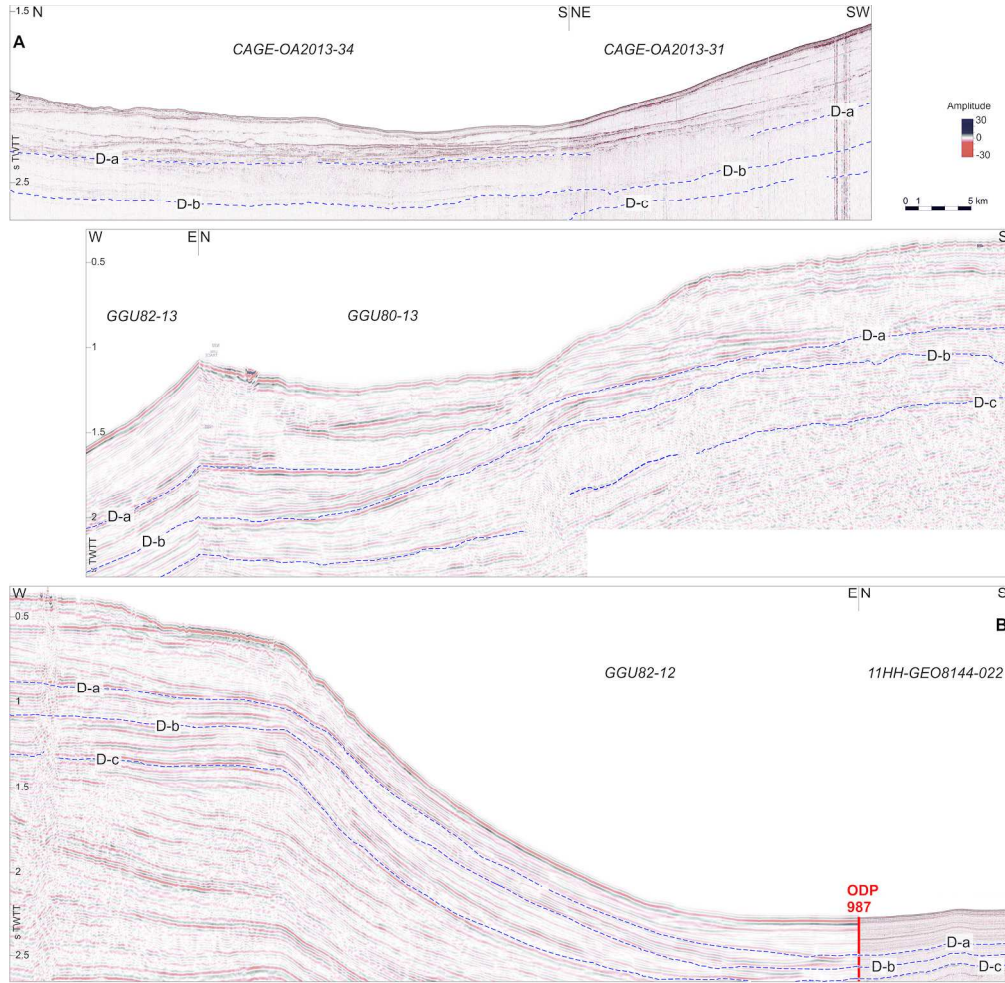 1.5 N S NE SW
A
CAGE-OA2013-34 CAGE-OA2013-31
2
Amplitude
30
0
-30
D-a
D-a
s TWTT
2.5
D-b
D-b
D-c
0 1 5 km
W E N S
0.5
GGU82-13 GGU80-13
1
D-a
D-b
1.5
D-c
2
D-a
D-b
s TWTT
W E N S
0.5
B
GGU82-12 11HH-GEO8144-022
D-a
1
D-b
D-c
1.5
2
ODP
987
s TWTT
2.5
D-a
D-b D-c